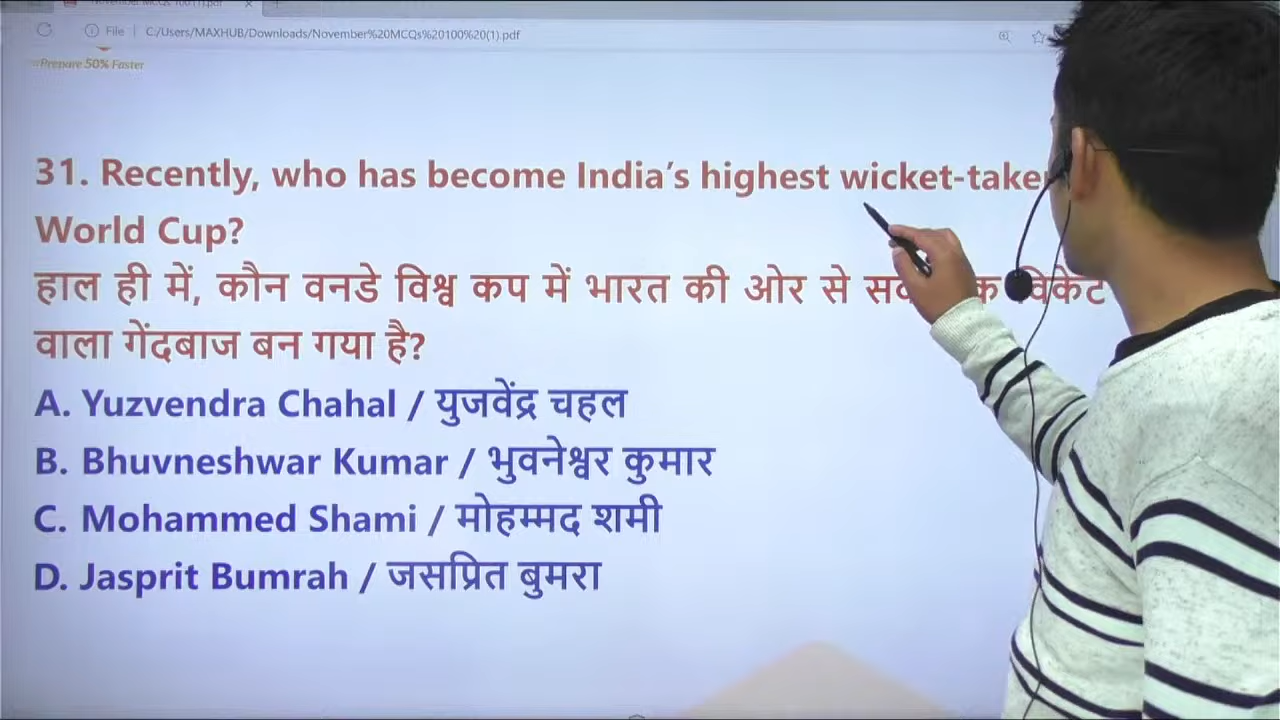 File
C:/Users/MAXHUB/Downloads/November%20MCQs%20100%20(1).pdf
#Prepare 50% Faster
31. Recently, who has become India’s highest wicket-taker
World Cup?
हाल ही में, कौन वनडे विश्व कप में भारत की ओर से विकेट
वाला गेंदबाज बन गया है?
A. Yuzvendra Chahal / युजवेंद्र चहल
B. Bhuvneshwar Kumar / भुवनेश्वर कुमार
C. Mohammed Shami / मोहम्मद शमी
D. Jasprit Bumrah / जसप्रित बुमरा